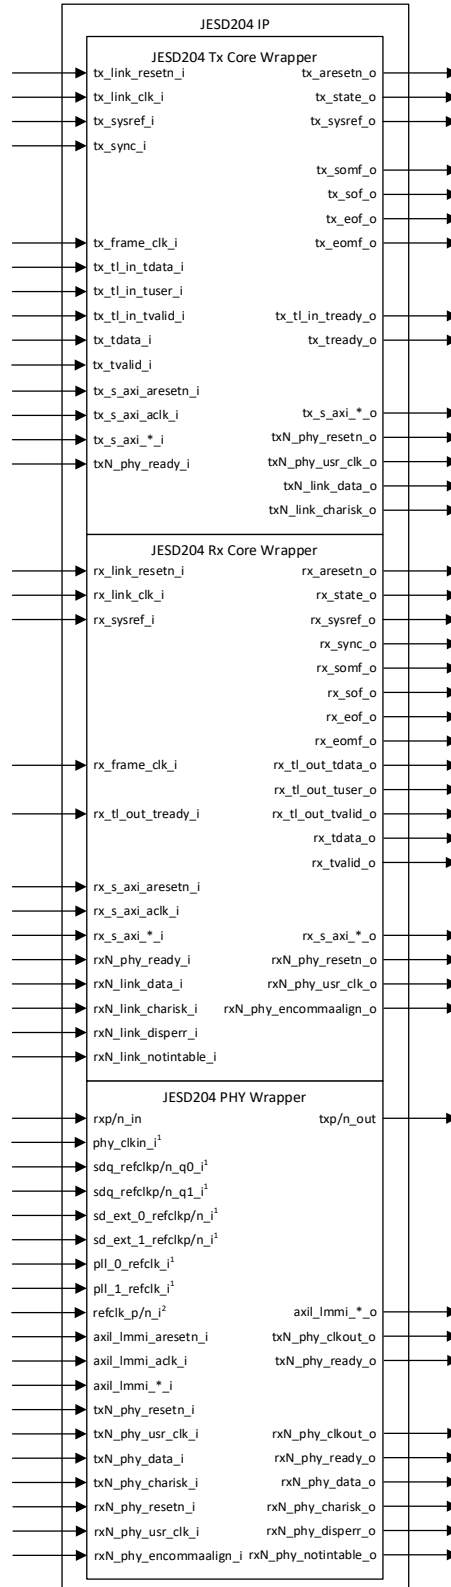 JESD204 IP
JESD204 Tx Core Wrapper
tx_link_resetn_i tx_aresetn_o
tx_link_clk_i tx_state_o
tx_sysref_i tx_sysref_o
tx_sync_i
tx_somf_o
tx_sof_o
tx_eof_o
tx_frame_clk_i tx_eomf_o
tx_tl_in_tdata_i
tx_tl_in_tuser_i
tx_tl_in_tvalid_i tx_tl_in_tready_o
tx_tdata_i tx_tready_o
tx_tvalid_i
tx_s_axi_aresetn_i
tx_s_axi_aclk_i tx_s_axi_*_o
tx_s_axi_*_i txN_phy_resetn_o
txN_phy_ready_i txN_phy_usr_clk_o
txN_link_data_o
txN_link_charisk_o
JESD204 Rx Core Wrapper
rx_link_resetn_i rx_aresetn_o
rx_link_clk_i rx_state_o
rx_sysref_i rx_sysref_o
rx_sync_o
rx_somf_o
rx_sof_o
rx_eof_o
rx_eomf_o
rx_frame_clk_i rx_tl_out_tdata_o
rx_tl_out_tuser_o
rx_tl_out_tready_i rx_tl_out_tvalid_o
rx_tdata_o
rx_tvalid_o
rx_s_axi_aresetn_i
rx_s_axi_aclk_i
rx_s_axi_*_i rx_s_axi_*_o
rxN_phy_ready_i rxN_phy_resetn_o
rxN_link_data_i rxN_phy_usr_clk_o
rxN_link_charisk_i rxN_phy_encommaalign_o
rxN_link_disperr_i
rxN_link_notintable_i
JESD204 PHY Wrapper
rxp/n_in txp/n_out
phy_clkin_i¹
sdq_refclkp/n_q0_i¹
sdq_refclkp/n_q1_i¹
sd_ext_0_refclkp/n_i¹
sd_ext_1_refclkp/n_i¹
pll_0_refclk_i¹
pll_1_refclk_i¹
refclk_p/n_i² axil_lmmi_*_o
axil_lmmi_aresetn_i txN_phy_clkout_o
axil_lmmi_aclk_i txN_phy_ready_o
axil_lmmi_*_i
txN_phy_resetn_i
txN_phy_usr_clk_i rxN_phy_clkout_o
txN_phy_data_i rxN_phy_ready_o
txN_phy_charisk_i rxN_phy_data_o
rxN_phy_resetn_i rxN_phy_charisk_o
rxN_phy_usr_clk_i rxN_phy_disperr_o
rxN_phy_encommaalign_i rxN_phy_notintable_o